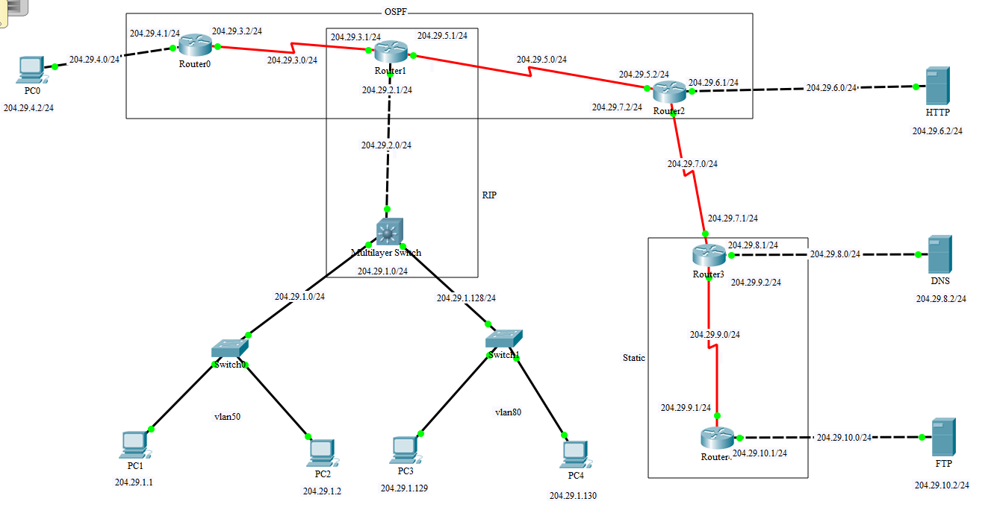 OSPF
204.29.4.1/24
204.29.3.2/24
204.29.3.1/24
204.29.5.1/24
204.29.4.0/24
Router0
204.29.3.0/24
Router1
204.29.5.0/24
PC0
204.29.4.2/24
204.29.2.1/24
204.29.5.2/24
204.29.6.1/24
204.29.6.0/24
204.29.7.2/24
Router2
HTTP
204.29.6.2/24
204.29.2.0/24
204.29.7.0/24
RIP
204.29.7.1/24
Multilayer Switch
204.29.1.0/24
204.29.8.1/24
204.29.8.0/24
Router3
204.29.9.2/24
DNS
204.29.8.2/24
204.29.1.0/24
204.29.1.128/24
204.29.9.0/24
Static
Switch0
Switch1
vlan50
vlan80
204.29.9.1/24
204.29.10.0/24
Router
204.29.10.1/24
PC1
204.29.1.1
PC2
204.29.1.2
PC3
204.29.1.129
PC4
204.29.1.130
FTP
204.29.10.2/24